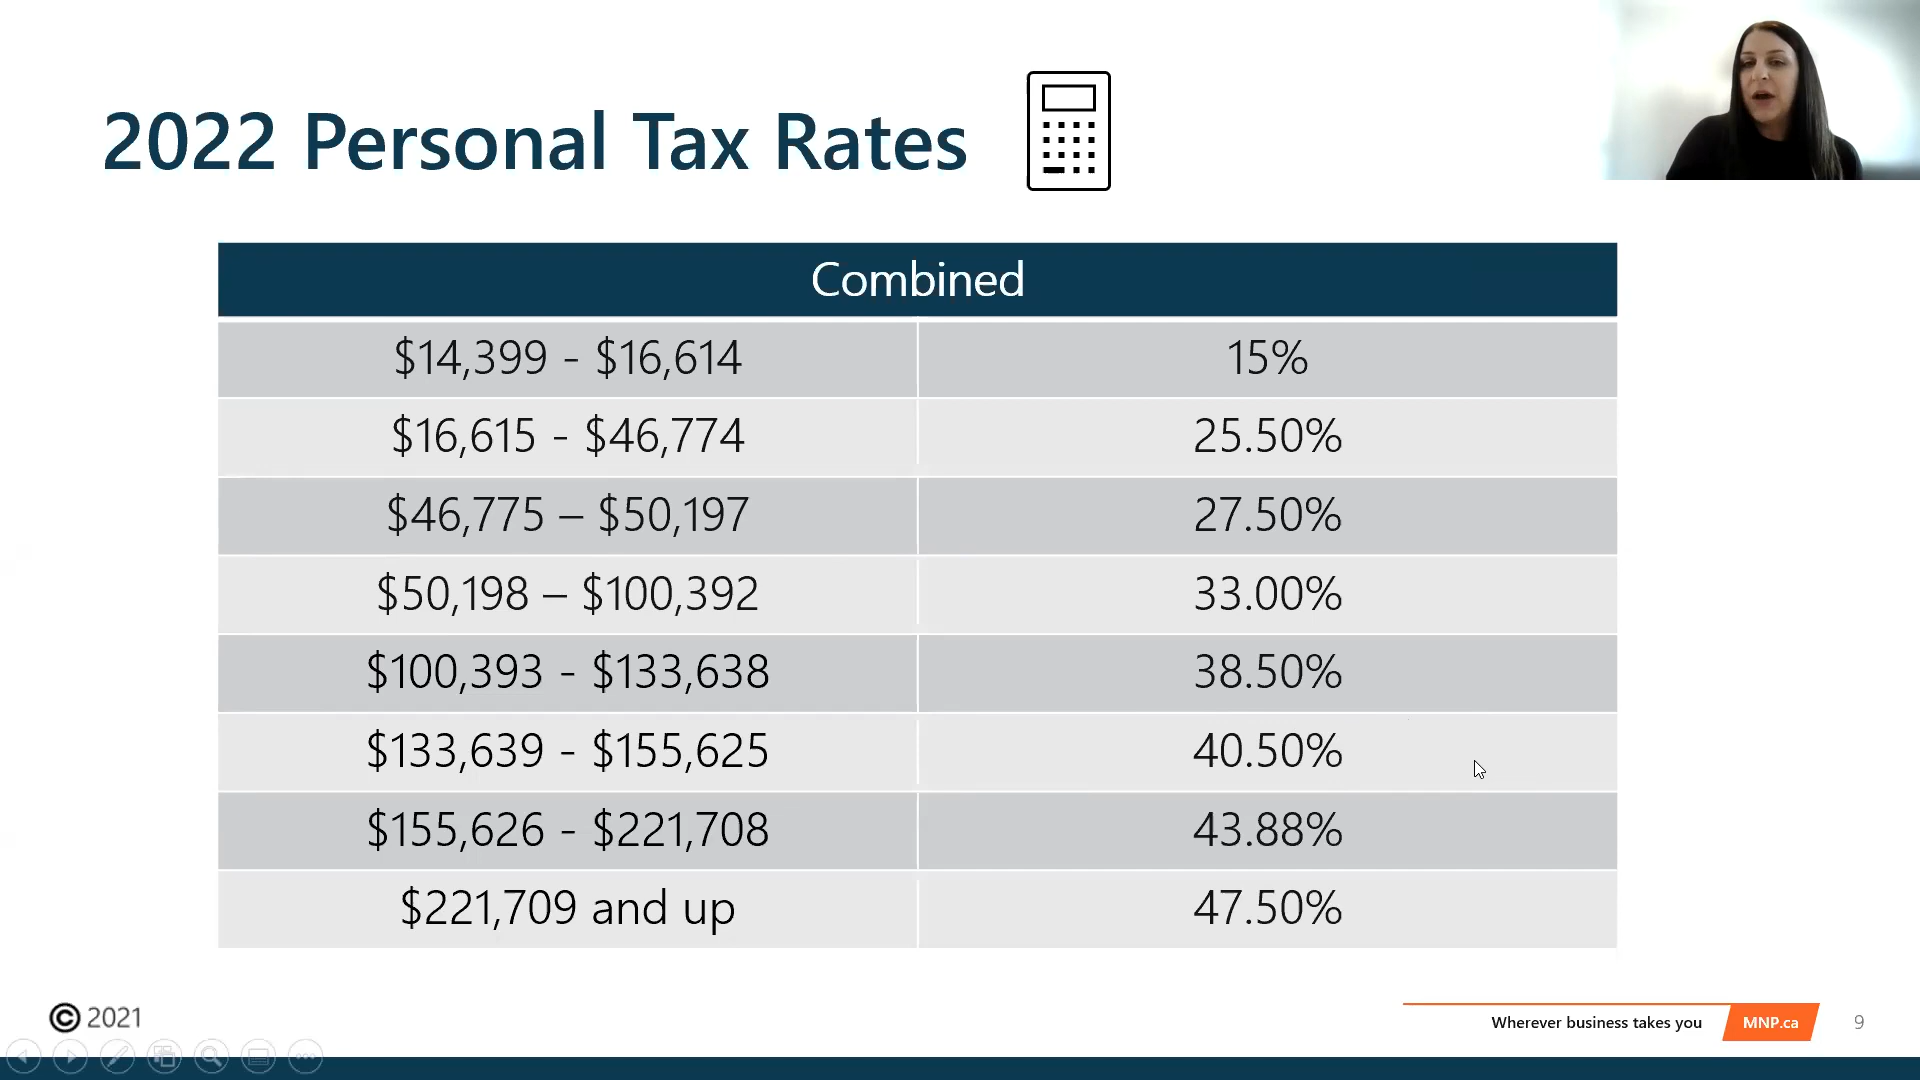 2022 Personal Tax Rates
Combined
$14,399 - $16,614 15%
$16,615 - $46,774 25.50%
$46,775 – $50,197 27.50%
$50,198 – $100,392 33.00%
$100,393 - $133,638 38.50%
$133,639 - $155,625 40.50%
$155,626 - $221,708 43.88%
$221,709 and up 47.50%
© 2021
Wherever business takes you MNP.ca 9